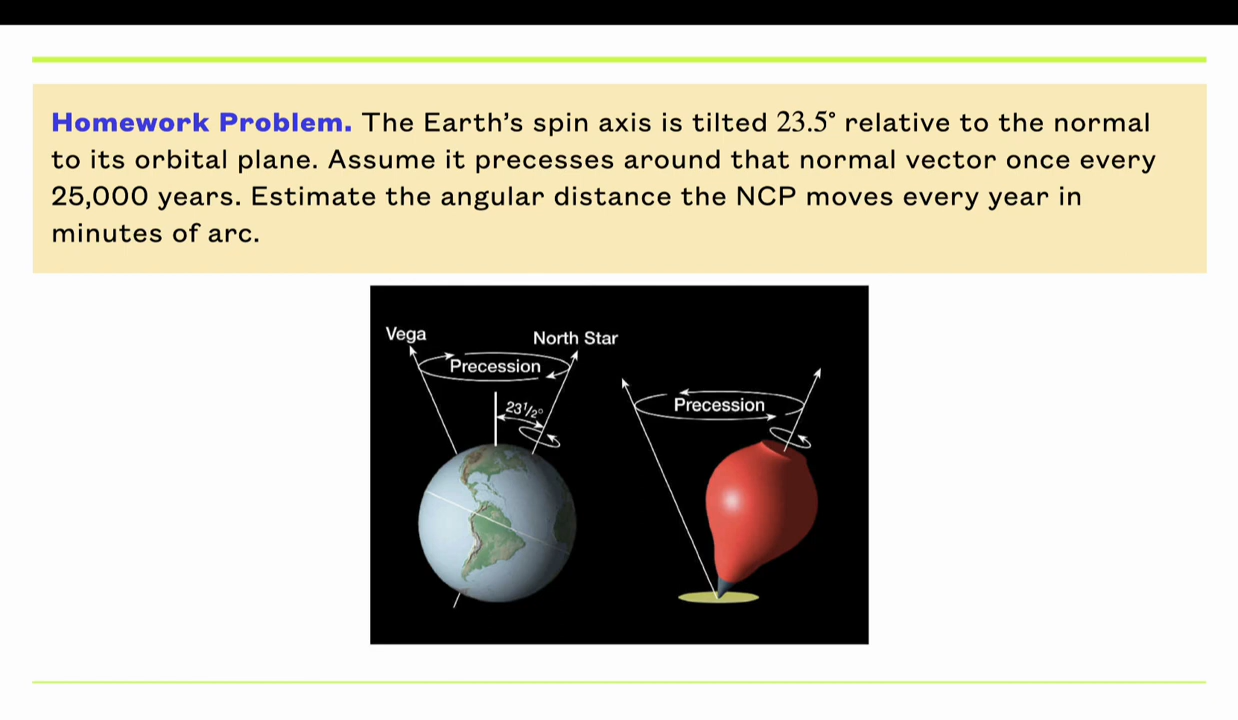 Homework Problem. The Earth's spin axis is tilted 23.5° relative to the normal
to its orbital plane. Assume it precesses around that normal vector once every
25,000 years. Estimate the angular distance the NCP moves every year in
minutes of arc.
Vega
North Star
Precession
23½°
Precession